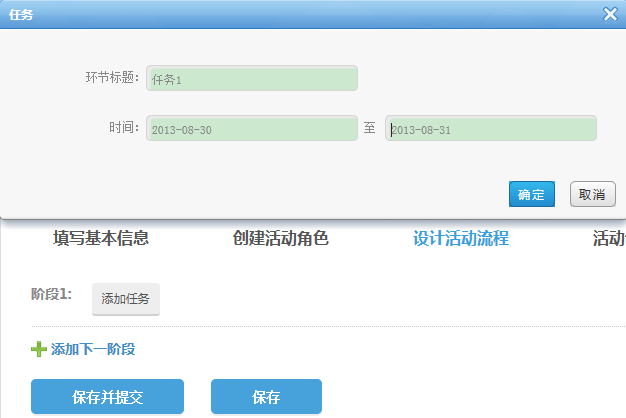 任务
环节标题: 任务1
时间: 2013-08-30 至 2013-08-31
确定 取消
填写基本信息 创建活动角色 设计活动流程 活动
阶段1: 添加任务
添加下一阶段
保存并提交 保存